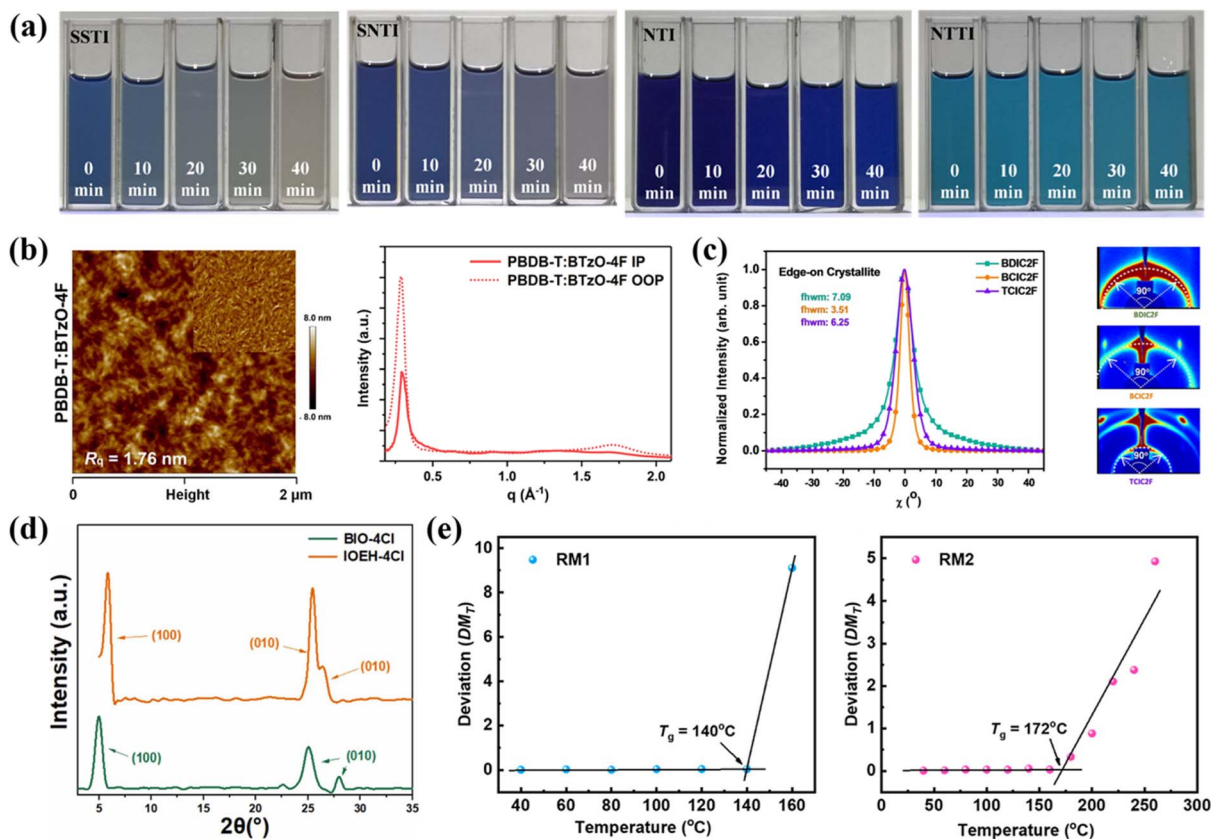 (a)
SSTI
0 min
10 min
20 min
30 min
40 min
SNTI
0 min
10 min
20 min
30 min
40 min
NTI
0 min
10 min
20 min
30 min
40 min
NTTI
0 min
10 min
20 min
30 min
40 min
(b)
PBDB-T:BTzO-4F
8.0 nm
- 8.0 nm
Rq = 1.76 nm
0
Height
2 µm
Intensity (a.u.)
PBDB-T:BTzO-4F IP
PBDB-T:BTzO-4F OOP
0.5 1.0 1.5 2.0
q (Å-1)
(c)
Normalized Intensity (arb. unit)
1.0
0.8
0.6
0.4
0.2
0.0
Edge-on Crystallite
fhwm: 7.09
fhwm: 3.51
fhwm: 6.25
BDIC2F
BCIC2F
TCIC2F
-40 -30 -20 -10 0 10 20 30 40
χ (o)
90o
BDIC2F
90o
BCIC2F
90o
TCIC2F
(d)
Intensity (a.u.)
BIO-4Cl
IOEH-4Cl
(100)
(010)
(010)
(100)
(010)
5 10 15 20 25 30 35
2θ(°)
(e)
Deviation (DMT)
10
8
6
4
2
0
RM1
Tg = 140oC
40 60 80 100 120 140 160
Temperature (oC)
Deviation (DMT)
5
4
3
2
1
0
RM2
Tg = 172oC
0 50 100 150 200 250 300
Temperature (oC)